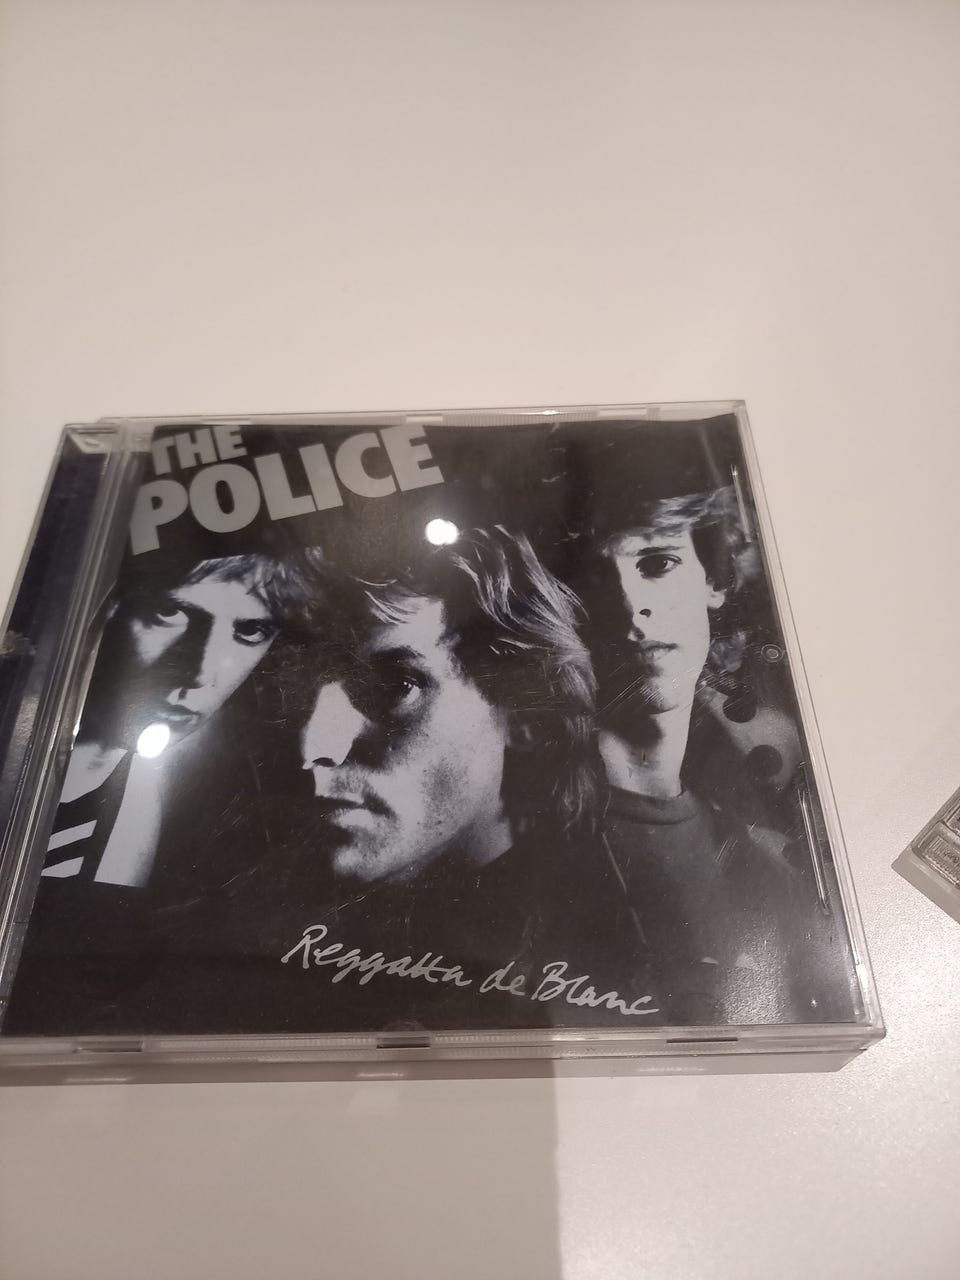 THE
POLICE
Reggatta de Blanc